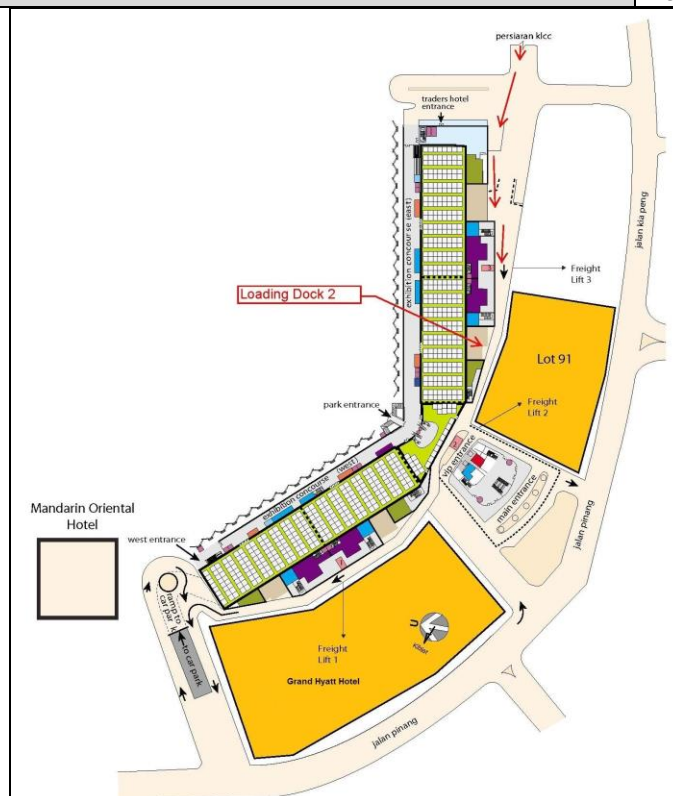 persiaran klcc
traders hotel
entrance
exhibition concourse (east)
jalan kia peng
Freight
Lift 3
Loading Dock 2
Lot 91
park entrance
Freight
Lift 2
vip entrance
main entrance
exhibition concourse (west)
Mandarin Oriental
Hotel
west entrance
jalan pinang
ramp to
car park
to car park
Freight
Lift 1
Grand Hyatt Hotel
jalan pinang